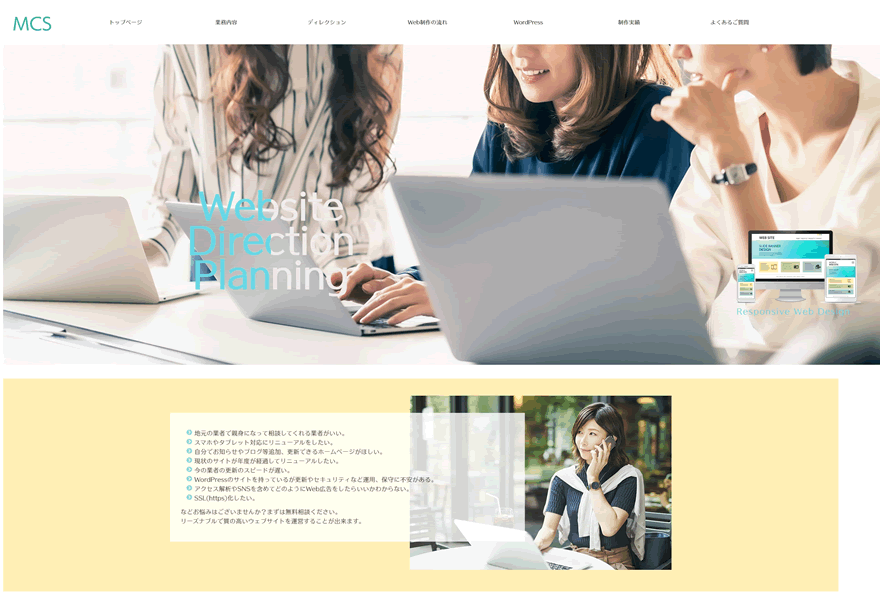 MCS
トップページ
業務内容
ディレクション
Web制作の流れ
WordPress
制作実績
よくあるご質問
Website
Direction
Planning
WEB SITE
Responsive Web Design
地元の業者で親身になって相談してくれる業者がいい。
スマホやタブレット対応にリニューアルをしたい。
自分でお知らせやブログ等追加、更新できるホームページがほしい。
現状のサイトが年度が経過してリニューアルしたい。
今の業者の更新のスピードが遅い。
WordPressのサイトを持っているが更新やセキュリティなど運用、保守に不安がある。
アクセス解析やSNSを含めてどのようにWeb広告をしたらいいかわからない。
SSL(https)化したい。
などお悩みはございませんか？まずは無料相談ください。
リーズナブルで質の高いウェブサイトを運営することが出来ます。